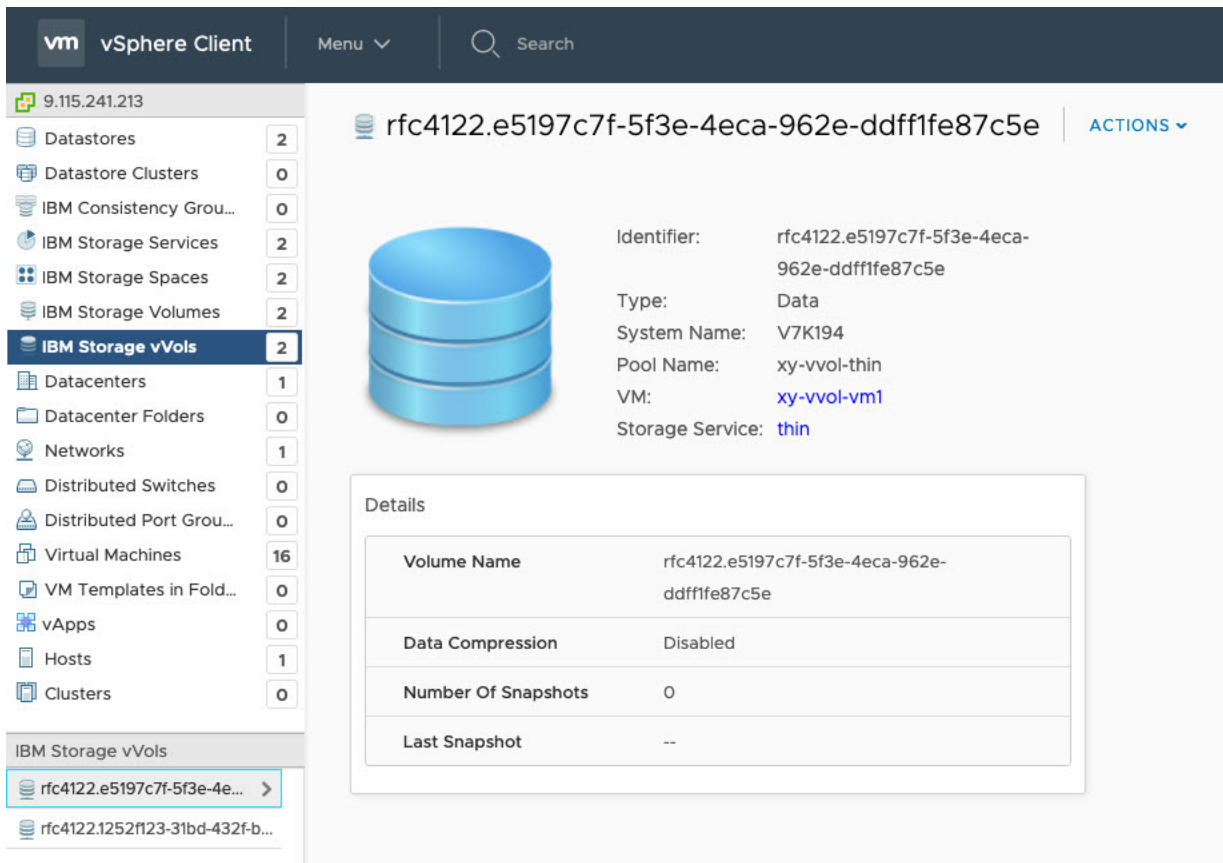 vm vSphere Client Menu Search
9.115.241.213
Datastores 2
Datastore Clusters 0
IBM Consistency Grou... 0
IBM Storage Services 2
IBM Storage Spaces 2
IBM Storage Volumes 2
IBM Storage vVols 2
Datacenters 1
Datacenter Folders 0
Networks 1
Distributed Switches 0
Distributed Port Grou... 0
Virtual Machines 16
VM Templates in Fold... 0
vApps 0
Hosts 1
Clusters 0
IBM Storage vVols
rfc4122.e5197c7f-5f3e-4e...
rfc4122.1252f123-31bd-432f-b...
rfc4122.e5197c7f-5f3e-4eca-962e-ddff1fe87c5e ACTIONS
Identifier: rfc4122.e5197c7f-5f3e-4eca-
962e-ddff1fe87c5e
Type: Data
System Name: V7K194
Pool Name: xy-vvol-thin
VM: xy-vvol-vm1
Storage Service: thin
Details
Volume Name rfc4122.e5197c7f-5f3e-4eca-962e-
ddff1fe87c5e
Data Compression Disabled
Number Of Snapshots 0
Last Snapshot --